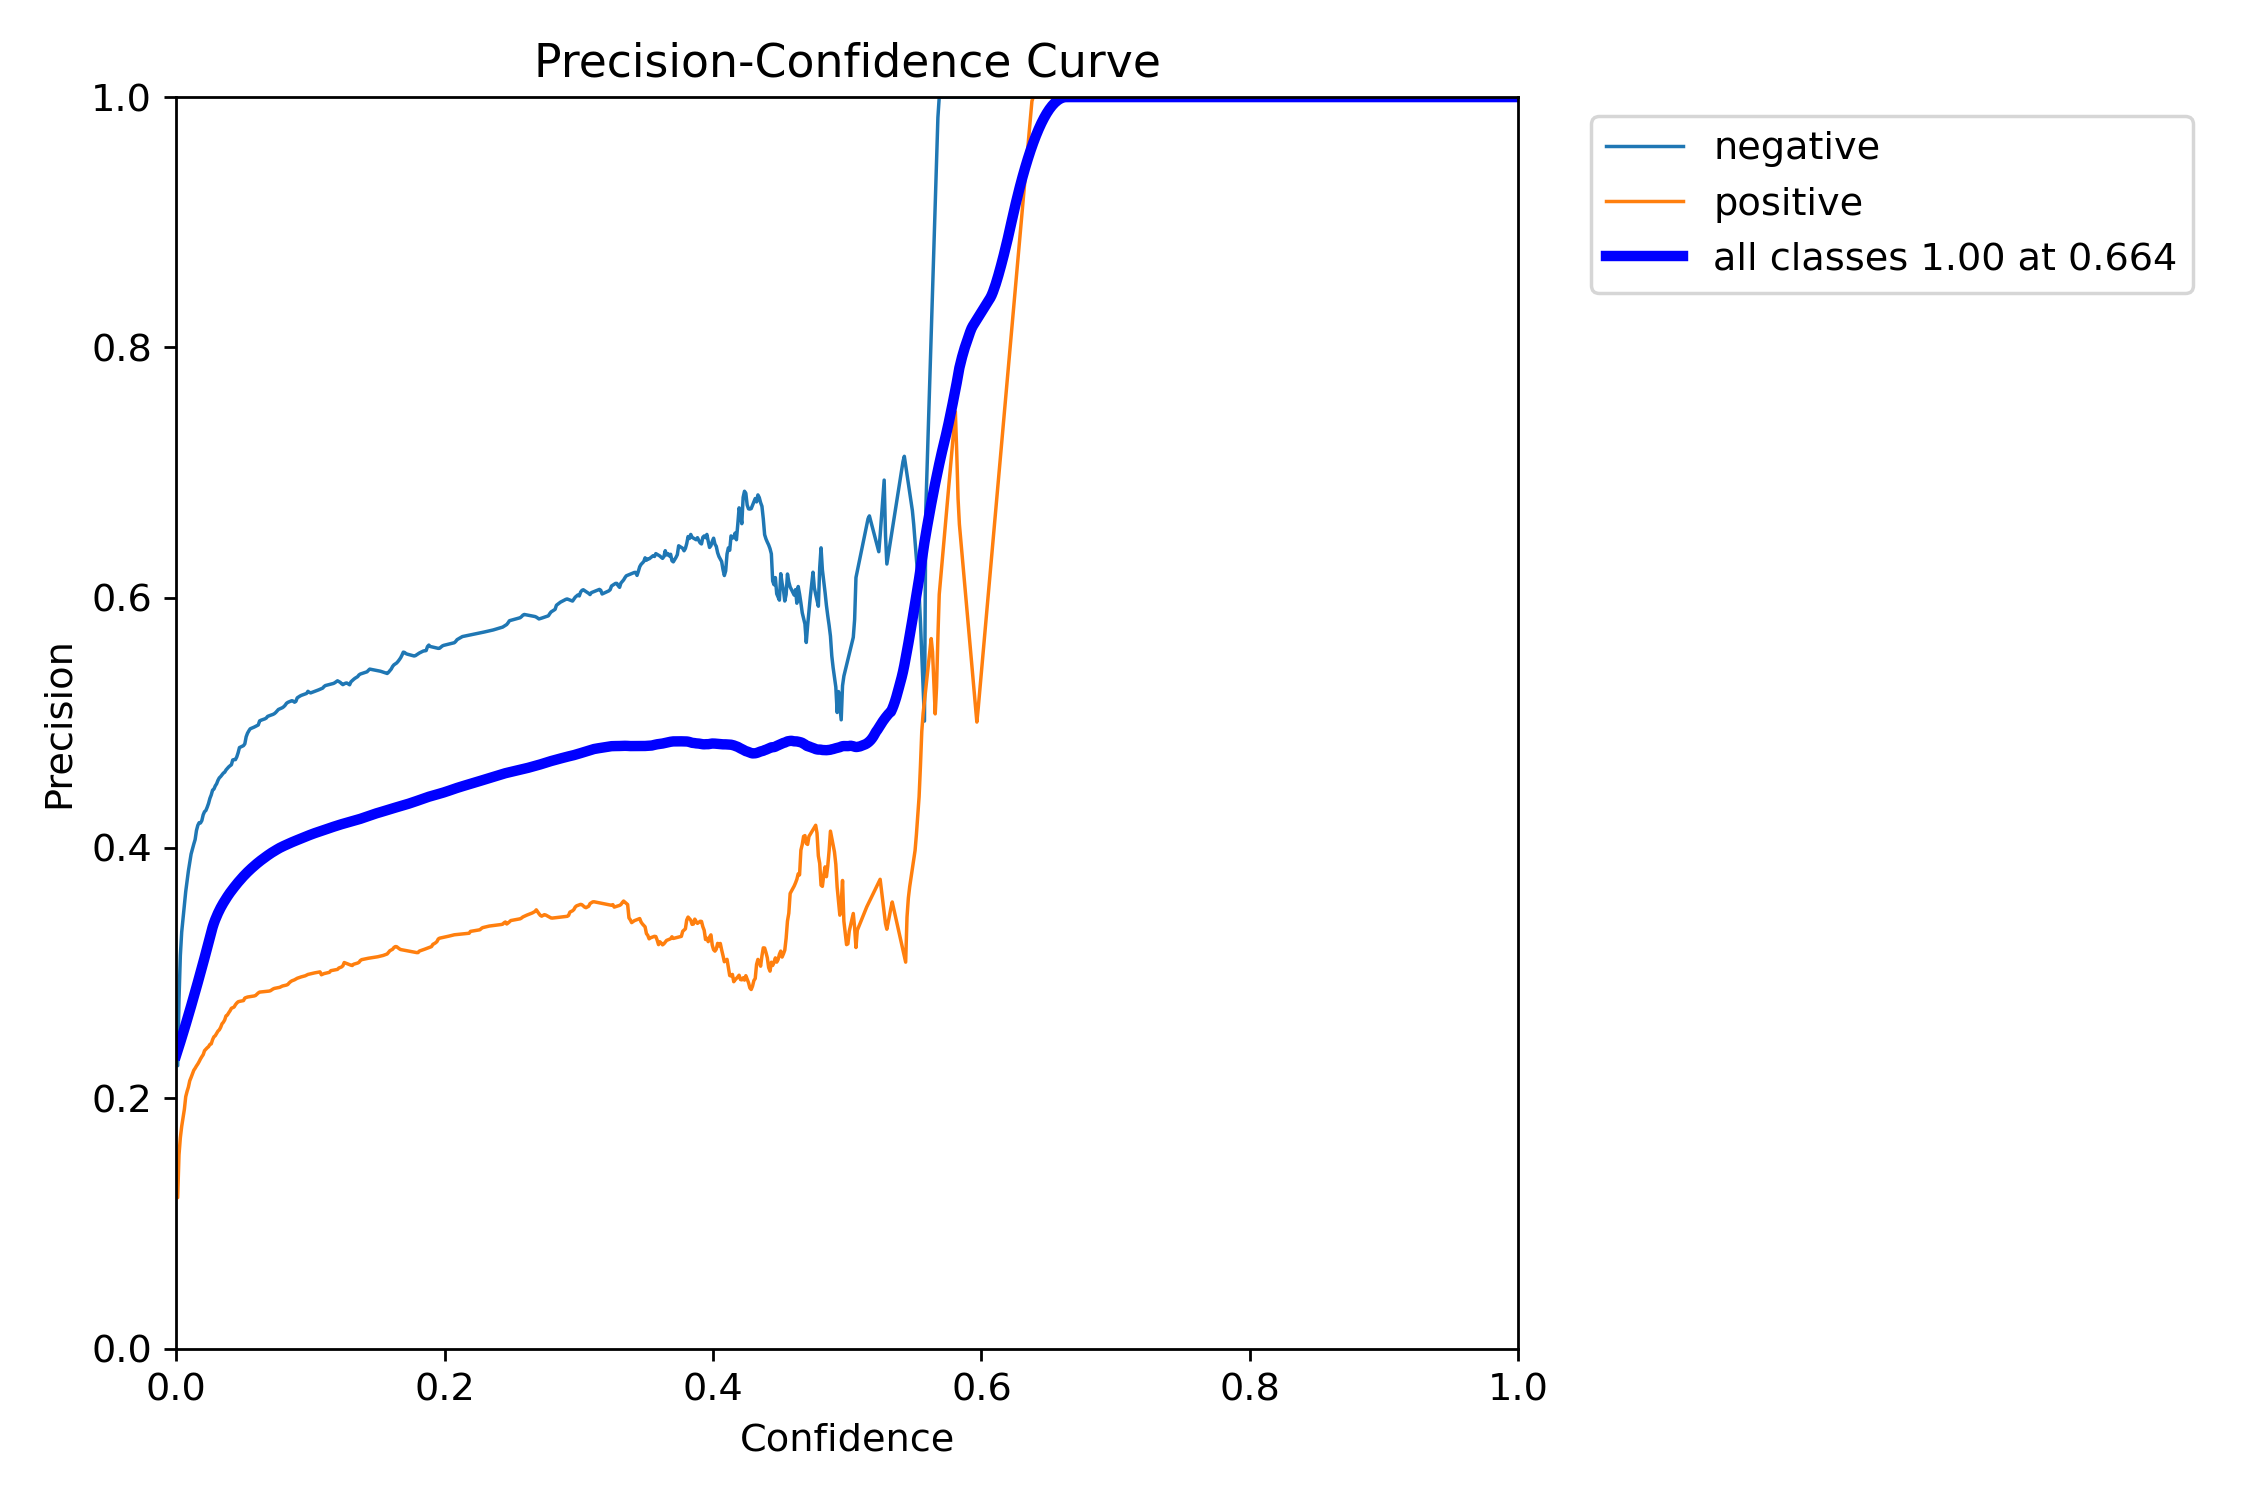 Precision-Confidence Curve
1.0
0.8
0.6
0.4
0.2
0.0
Precision
0.0 0.2 0.4 0.6 0.8 1.0
Confidence
negative
positive
all classes 1.00 at 0.664